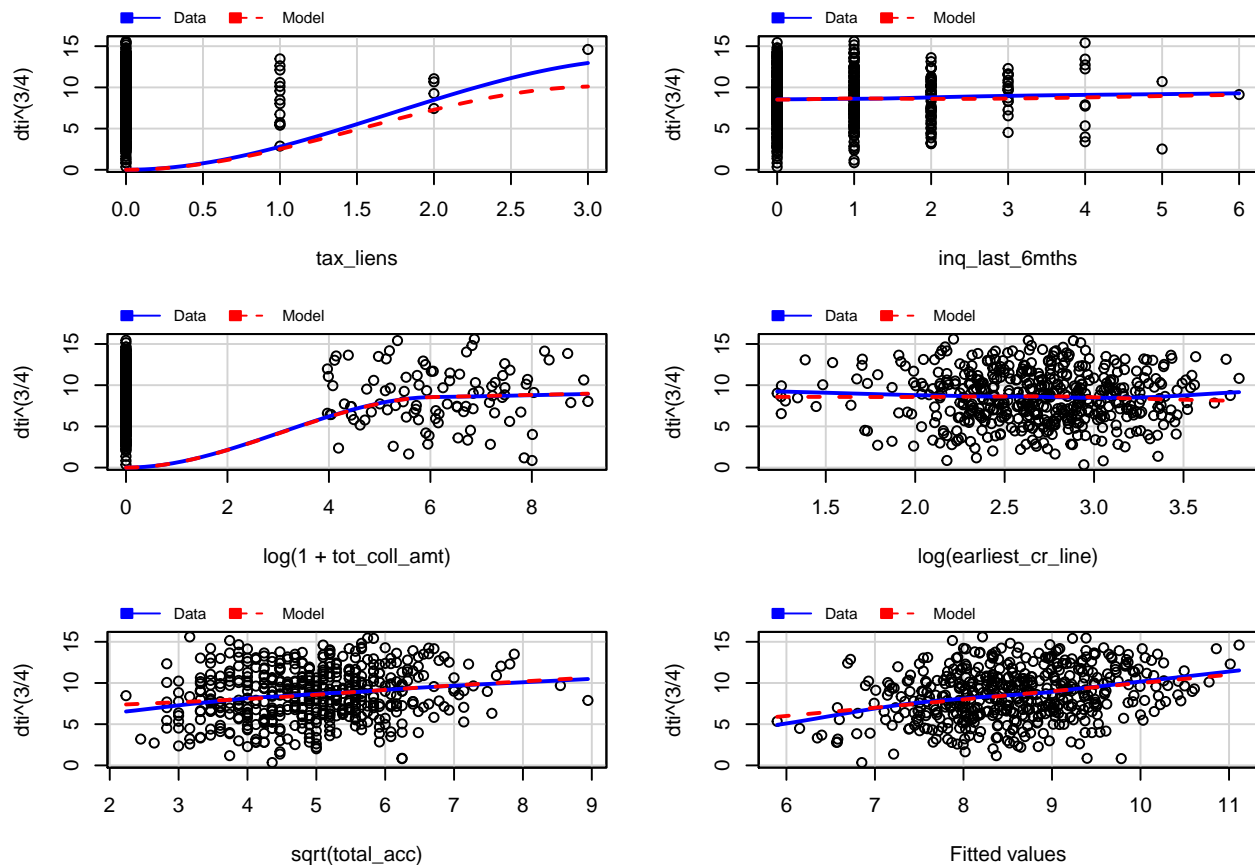 Data Model
dti^(3/4)
0 5 10 15
0.0 0.5 1.0 1.5 2.0 2.5 3.0
tax_liens
Data Model
dti^(3/4)
0 5 10 15
0 1 2 3 4 5 6
inq_last_6mths
Data Model
dti^(3/4)
0 5 10 15
0 2 4 6 8
log(1 + tot_coll_amt)
Data Model
dti^(3/4)
0 5 10 15
1.5 2.0 2.5 3.0 3.5
log(earliest_cr_line)
Data Model
dti^(3/4)
0 5 10 15
2 3 4 5 6 7 8 9
sqrt(total_acc)
Data Model
dti^(3/4)
0 5 10 15
6 7 8 9 10 11
Fitted values